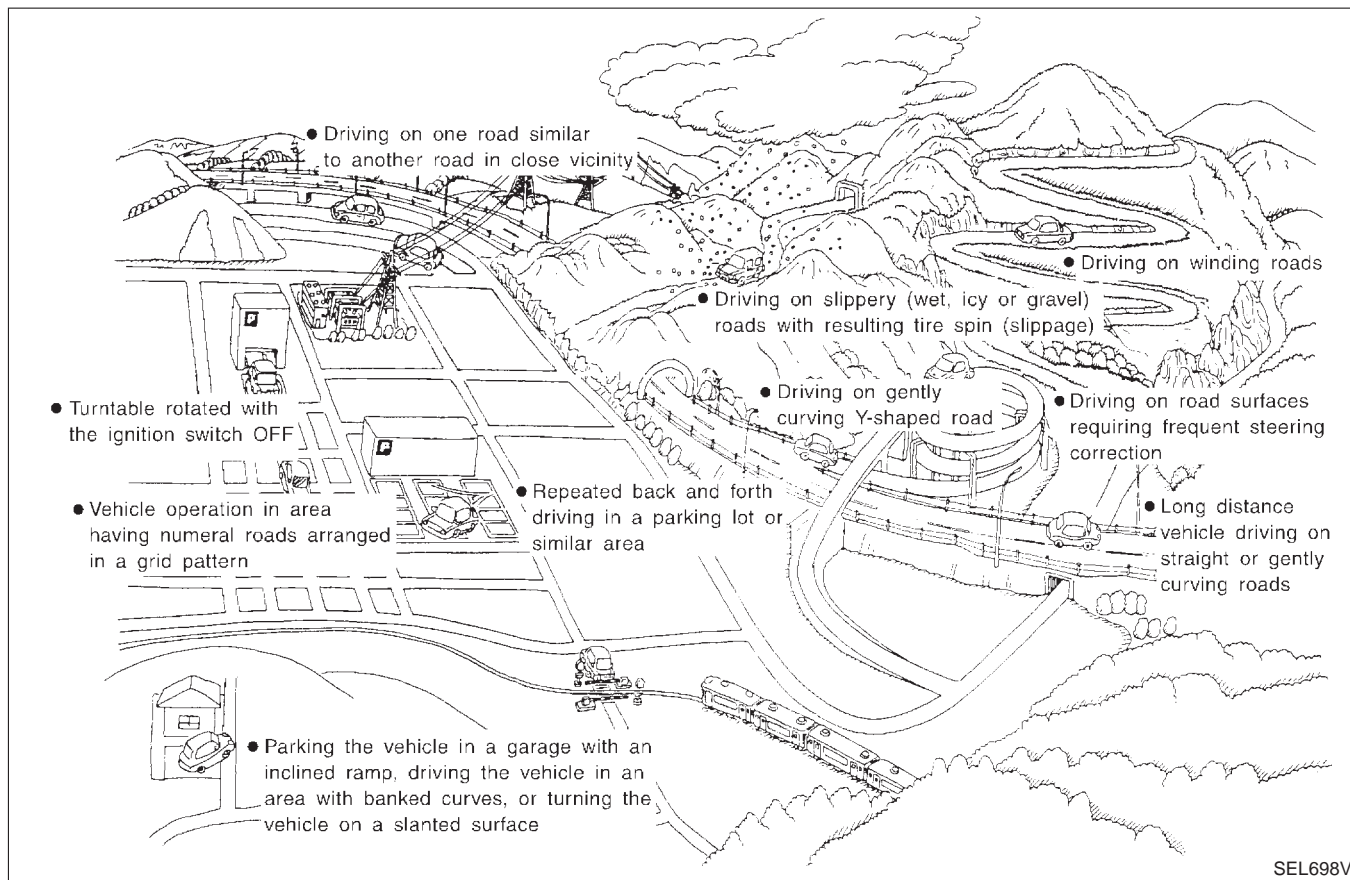 ● Driving on one road similar
to another road in close vicinity
● Driving on winding roads
● Driving on slippery (wet, icy or gravel)
roads with resulting tire spin (slippage)
● Turntable rotated with
the ignition switch OFF
● Driving on gently
curving Y-shaped road
● Driving on road surfaces
requiring frequent steering
correction
● Vehicle operation in area
having numeral roads arranged
in a grid pattern
● Repeated back and forth
driving in a parking lot or
similar area
● Long distance
vehicle driving on
straight or gently
curving roads
● Parking the vehicle in a garage with an
inclined ramp, driving the vehicle in an
area with banked curves, or turning the
vehicle on a slanted surface
P
P
SEL698V